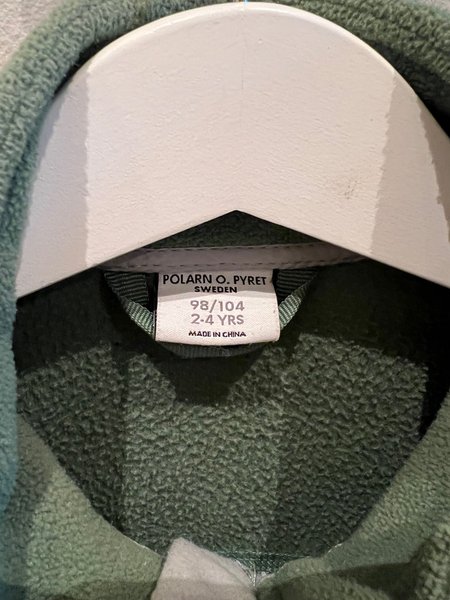 POLARN O. PYRET
SWEDEN
98/104
2-4 YRS
MADE IN CHINA